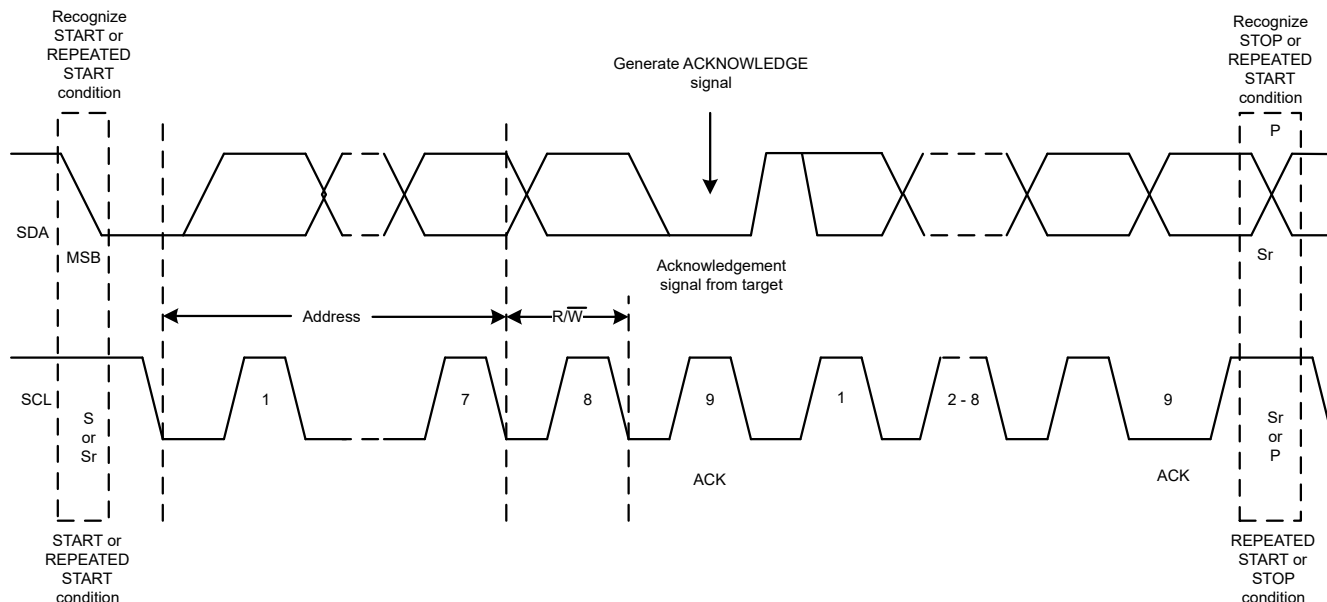 Recognize
START or
REPEATED
START
condition
Recognize
STOP or
REPEATED
START
condition
Generate ACKNOWLEDGE
signal
P
SDA
MSB
Sr
Acknowledgement
signal from target
Address
R/W̅
SCL
1
7
8
9
1
2 - 8
9
S
or
Sr
Sr
or
P
ACK
ACK
START or
REPEATED
START
condition
REPEATED
START or
STOP
condition